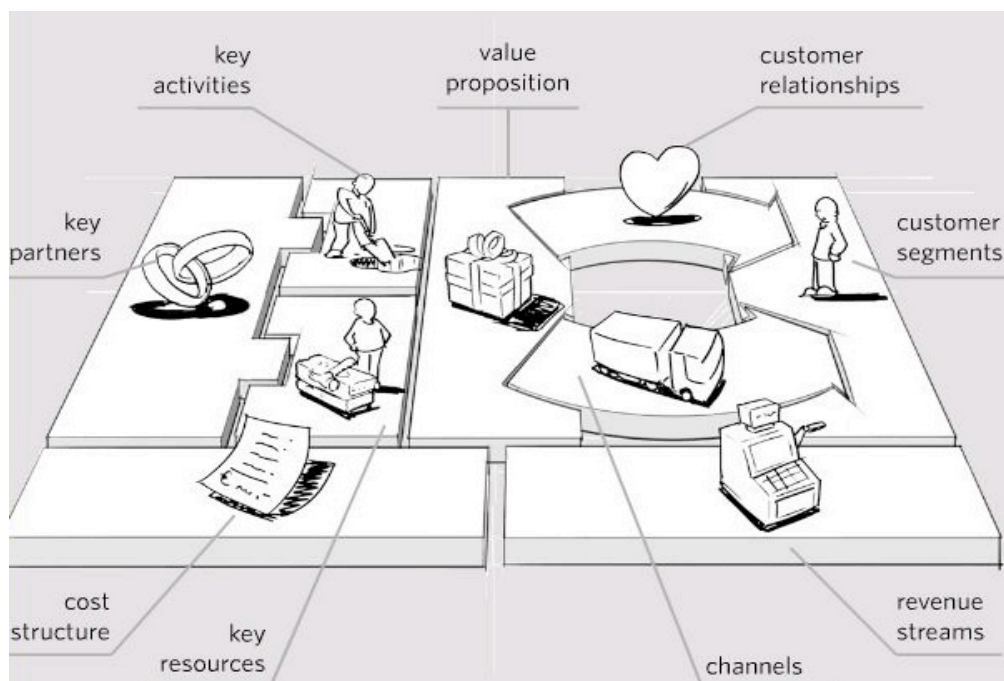 key
activities
value
proposition
customer
relationships
key
partners
customer
segments
cost
structure
key
resources
channels
revenue
streams